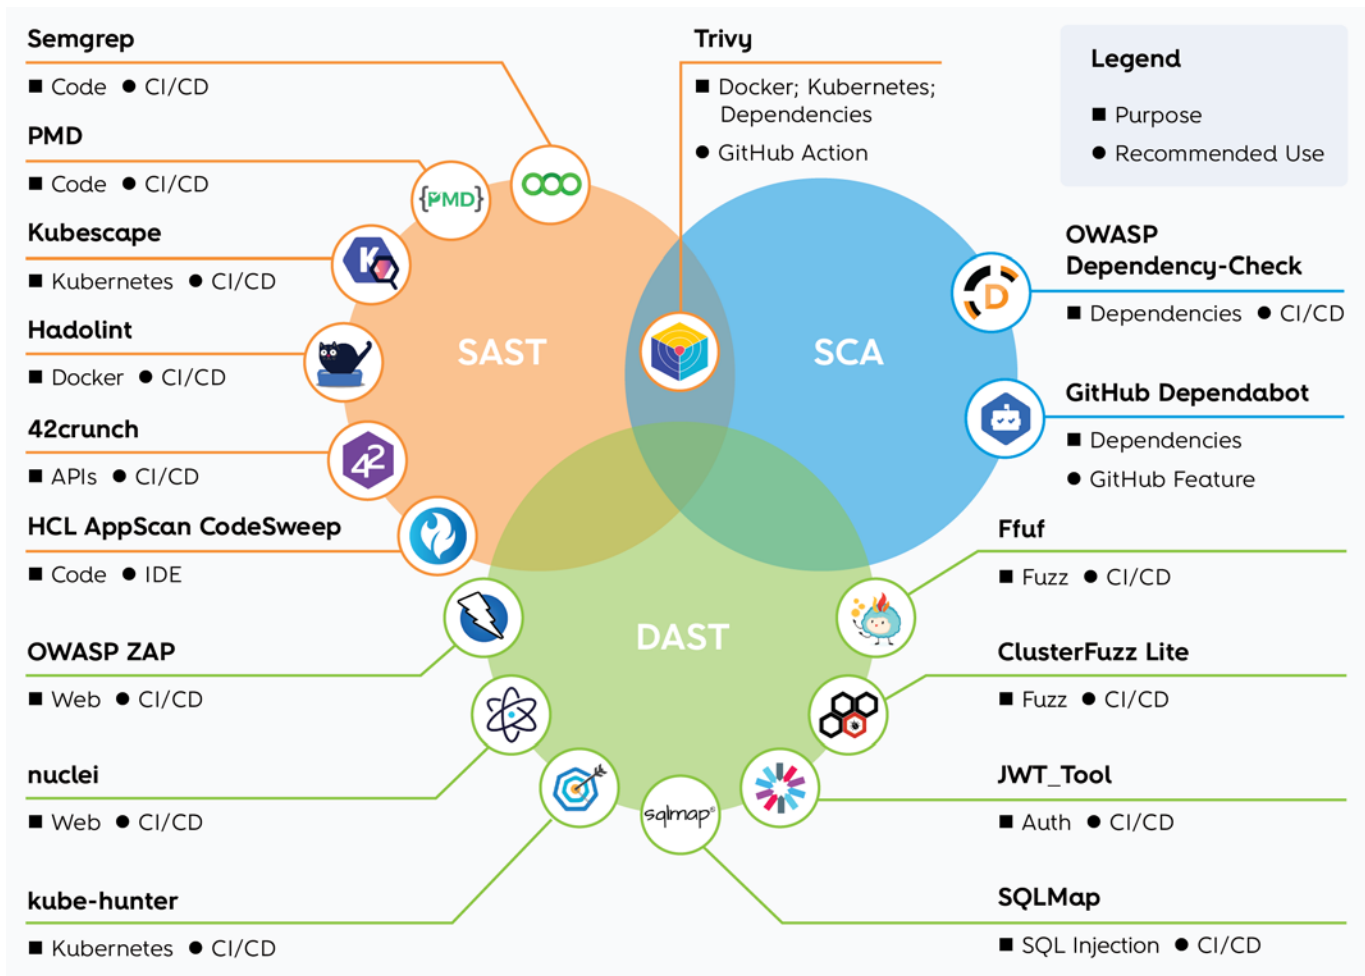 Semgrep
■ Code ● CI/CD
PMD
■ Code ● CI/CD
Kubescape
■ Kubernetes ● CI/CD
Hadolint
■ Docker ● CI/CD
42crunch
■ APIs ● CI/CD
HCL AppScan CodeSweep
■ Code ● IDE
OWASP ZAP
■ Web ● CI/CD
nuclei
■ Web ● CI/CD
kube-hunter
■ Kubernetes ● CI/CD
{PMD}
K
42
SAST
Trivy
■ Docker; Kubernetes;
Dependencies
● GitHub Action
SCA
DAST
sqlmap®
D
Legend
■ Purpose
● Recommended Use
OWASP
Dependency-Check
■ Dependencies ● CI/CD
GitHub Dependabot
■ Dependencies
● GitHub Feature
Ffuf
■ Fuzz ● CI/CD
ClusterFuzz Lite
■ Fuzz ● CI/CD
JWT_Tool
■ Auth ● CI/CD
SQLMap
■ SQL Injection ● CI/CD